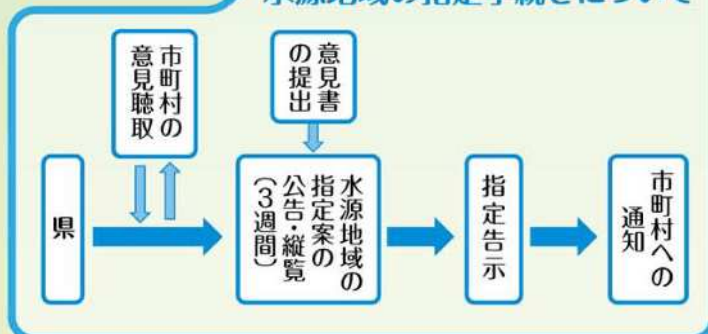 水源地域の指定手続きについて
市町村の
意見聴取
意見書
の提出
県
水源地域の
指定案の
公告・縦覧
（３週間）
指定告示
市町村への
通知